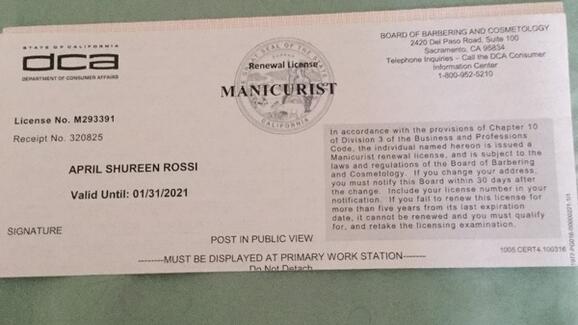 STATE OF CALIFORNIA
dca
DEPARTMENT OF CONSUMER AFFAIRS
Renewal License
MANICURIST
CALIFORNIA
BOARD OF BARBERING AND COSMETOLOGY
2420 Del Paso Road, Suite 100
Sacramento, CA 95834
Telephone Inquiries – Call the DCA Consumer
Information Center
1-800-952-5210
License No. M293391
Receipt No. 320825
APRIL SHUREEN ROSSI
Valid Until: 01/31/2021
In accordance with the provisions of Chapter 10
of Division 3 of the Business and Professions
Code, the individual named hereon is issued a
Manicurist renewal license, and is subject to the
laws and regulations of the Board of Barbering
and Cosmetology. If you change your address,
you must notify this Board within 30 days after
the change. Include your license number in your
notification. If you fail to renew this license for
more than five years from its last expiration
date, it cannot be renewed and you must qualify
for, and retake the licensing examination.
SIGNATURE
POST IN PUBLIC VIEW
1005.CERT4.100316
--------MUST BE DISPLAYED AT PRIMARY WORK STATION-------
Do Not Detach